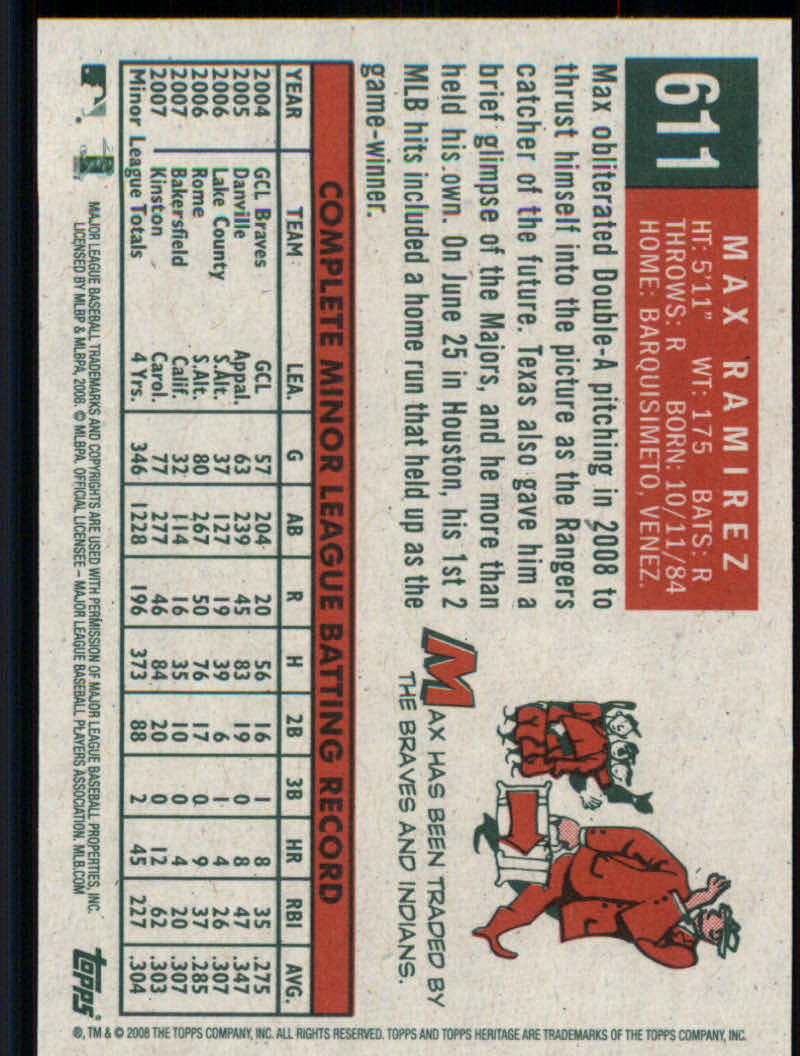 611
MAX RAMIREZ
HT: 5'11" WT: 175 BATS: R
THROWS: R BORN: 10/11/84
HOME: BARQUISIMETO, VENEZ.
Max obliterated Double-A pitching in 2008 to
thrust himself into the picture as the Rangers
catcher of the future. Texas also gave him a
brief glimpse of the Majors, and he more than
held his own. On June 25 in Houston, his 1st 2
MLB hits included a home run that held up as the
game-winner.
MAX HAS BEEN TRADED BY
THE BRAVES AND INDIANS.
COMPLETE MINOR LEAGUE BATTING RECORD
YEAR TEAM LEA. G AB R H 2B 3B HR RBI AVG.
2004 GCL Braves GCL 57 204 20 56 16 1 8 35 .275
2005 Danville Appal. 63 239 45 83 19 0 8 47 .347
2006 Lake County S.Alt. 37 127 19 39 6 1 4 26 .307
2006 Rome S.Alt. 80 267 50 76 17 0 9 37 .285
2007 Bakersfield Calif. 32 114 16 35 10 0 4 20 .307
2007 Kinston Carol. 77 277 46 84 20 0 12 62 .303
Minor League Totals 4 Yrs. 346 1228 196 373 88 2 45 227 .304
MAJOR LEAGUE BASEBALL TRADEMARKS AND COPYRIGHTS ARE USED WITH PERMISSION OF MAJOR LEAGUE BASEBALL PROPERTIES, INC.
LICENSED BY MLBP & MLBPA, 2008. © MLBPA. OFFICIAL LICENSEE – MAJOR LEAGUE BASEBALL PLAYERS ASSOCIATION. MLB.COM
topps
®, TM & © 2008 THE TOPPS COMPANY, INC. ALL RIGHTS RESERVED. TOPPS AND TOPPS HERITAGE ARE TRADEMARKS OF THE TOPPS COMPANY, INC.